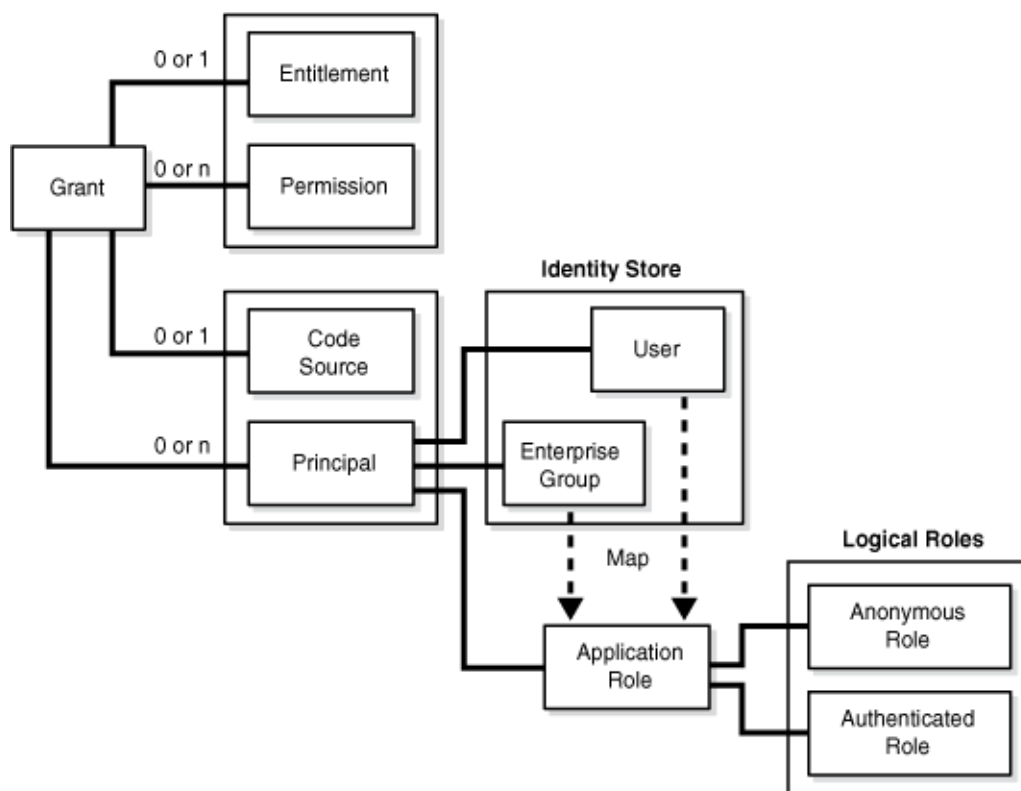 0 or 1
Entitlement
Grant
0 or n
Permission
Identity Store
0 or 1
Code
Source
User
0 or n
Principal
Enterprise
Group
Map
Logical Roles
Application
Role
Anonymous
Role
Authenticated
Role